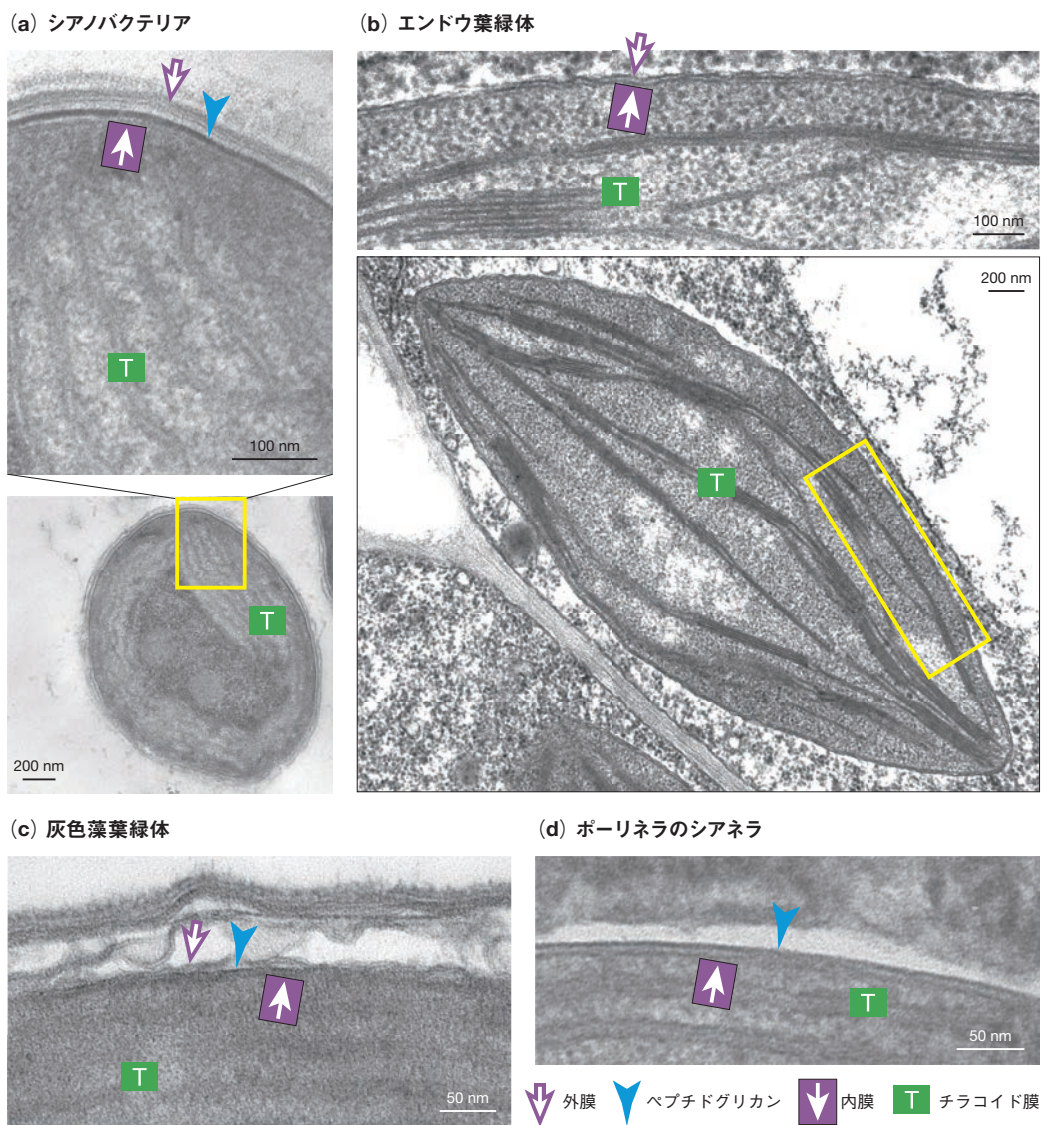 (a) シアノバクテリア
T
100 nm
T
200 nm
(b) エンドウ葉緑体
T
100 nm
200 nm
T
(c) 灰色藻葉緑体
T
50 nm
(d) ポーリネラのシアネラ
T
50 nm
外膜 ペプチドグリカン 内膜 T チラコイド膜